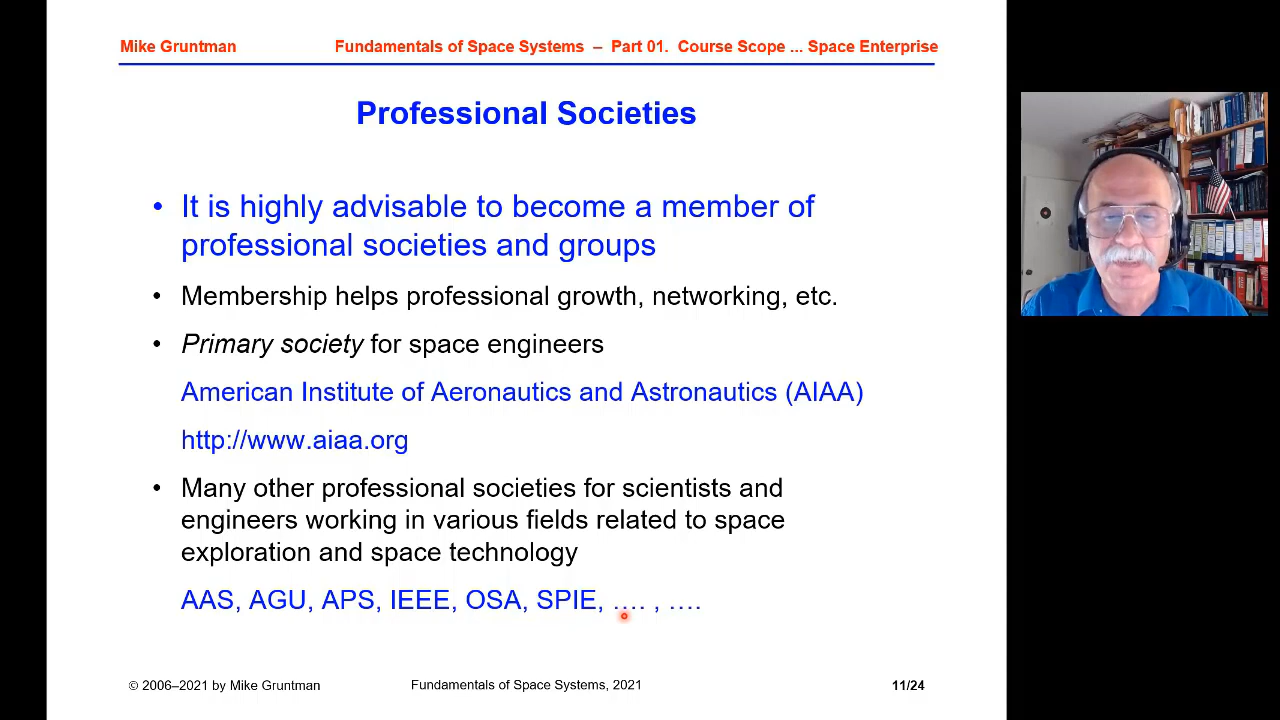 Mike Gruntman Fundamentals of Space Systems – Part 01. Course Scope ... Space Enterprise
Professional Societies
• It is highly advisable to become a member of
professional societies and groups
• Membership helps professional growth, networking, etc.
• Primary society for space engineers
American Institute of Aeronautics and Astronautics (AIAA)
http://www.aiaa.org
• Many other professional societies for scientists and
engineers working in various fields related to space
exploration and space technology
AAS, AGU, APS, IEEE, OSA, SPIE, …. , ….
© 2006–2021 by Mike Gruntman Fundamentals of Space Systems, 2021 11/24